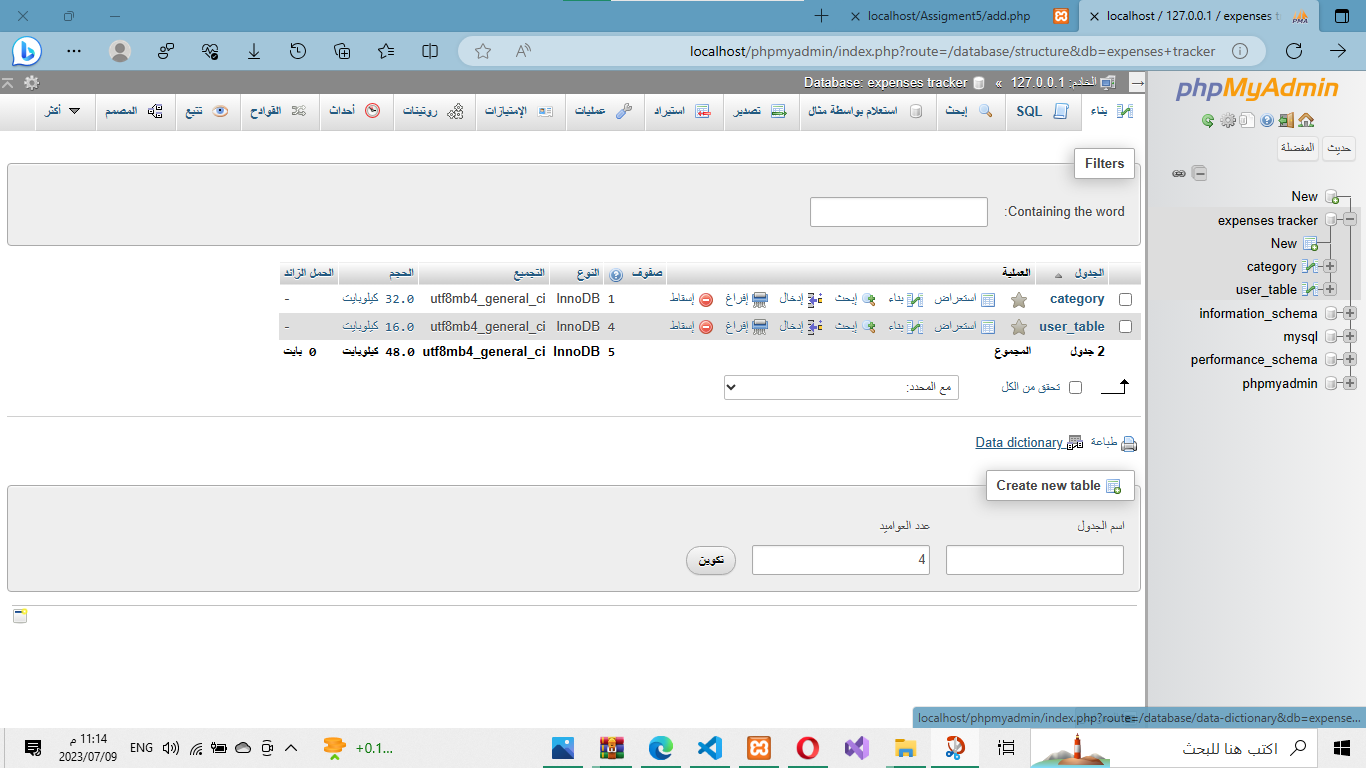 localhost / 127.0.0.1 / expenses t
localhost/Assigment5/add.php
localhost/phpmyadmin/index.php?route=/database/structure&db=expenses+tracker
phpMyAdmin
حديث
المفضلة
New
expenses tracker
New
category
user_table
information_schema
mysql
performance_schema
phpmyadmin
الخادم: 127.0.0.1 » Database: expenses tracker
بناء
SQL
إبحث
استعلام بواسطة مثال
تصدير
استيراد
عمليات
الإمتيازات
روتينات
أحداث
القوادح
تتبع
المصمم
أكثر
Filters
Containing the word:
الجدول العملية صفوف النوع التجميع الحجم الحمل الزائد
category استعراض بناء إبحث إدخال إفراغ إسقاط 1 InnoDB utf8mb4_general_ci 32.0 كيلوبايت -
user_table استعراض بناء إبحث إدخال إفراغ إسقاط 4 InnoDB utf8mb4_general_ci 16.0 كيلوبايت -
2 جدول المجموع 5 InnoDB utf8mb4_general_ci 48.0 كيلوبايت 0 بايت
تحقق من الكل
مع المحدد:
طباعة Data dictionary
Create new table
اسم الجدول
عدد العواميد
4
تكوين
localhost/phpmyadmin/index.php?route=/database/data-dictionary&db=expense...
اكتب هنا للبحث
+0.1...
ENG
11:14 م
2023/07/09